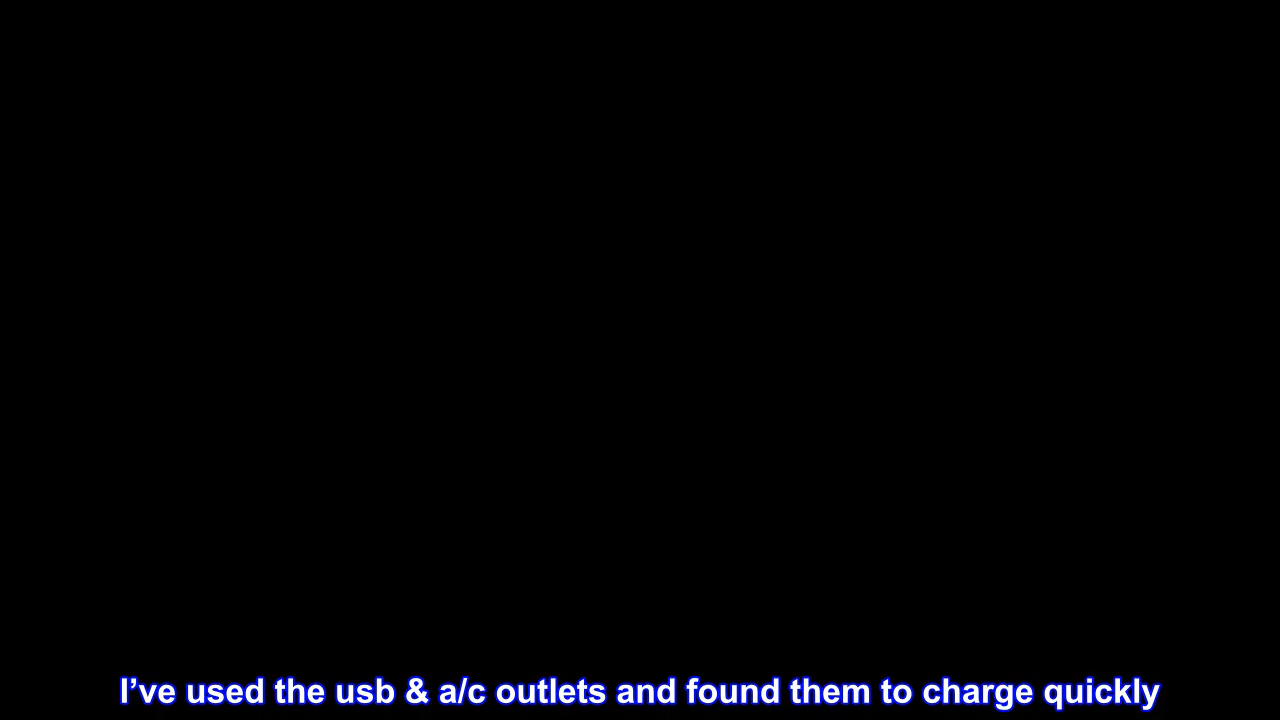 I’ve used the usb & a/c outlets and found them to charge quickly